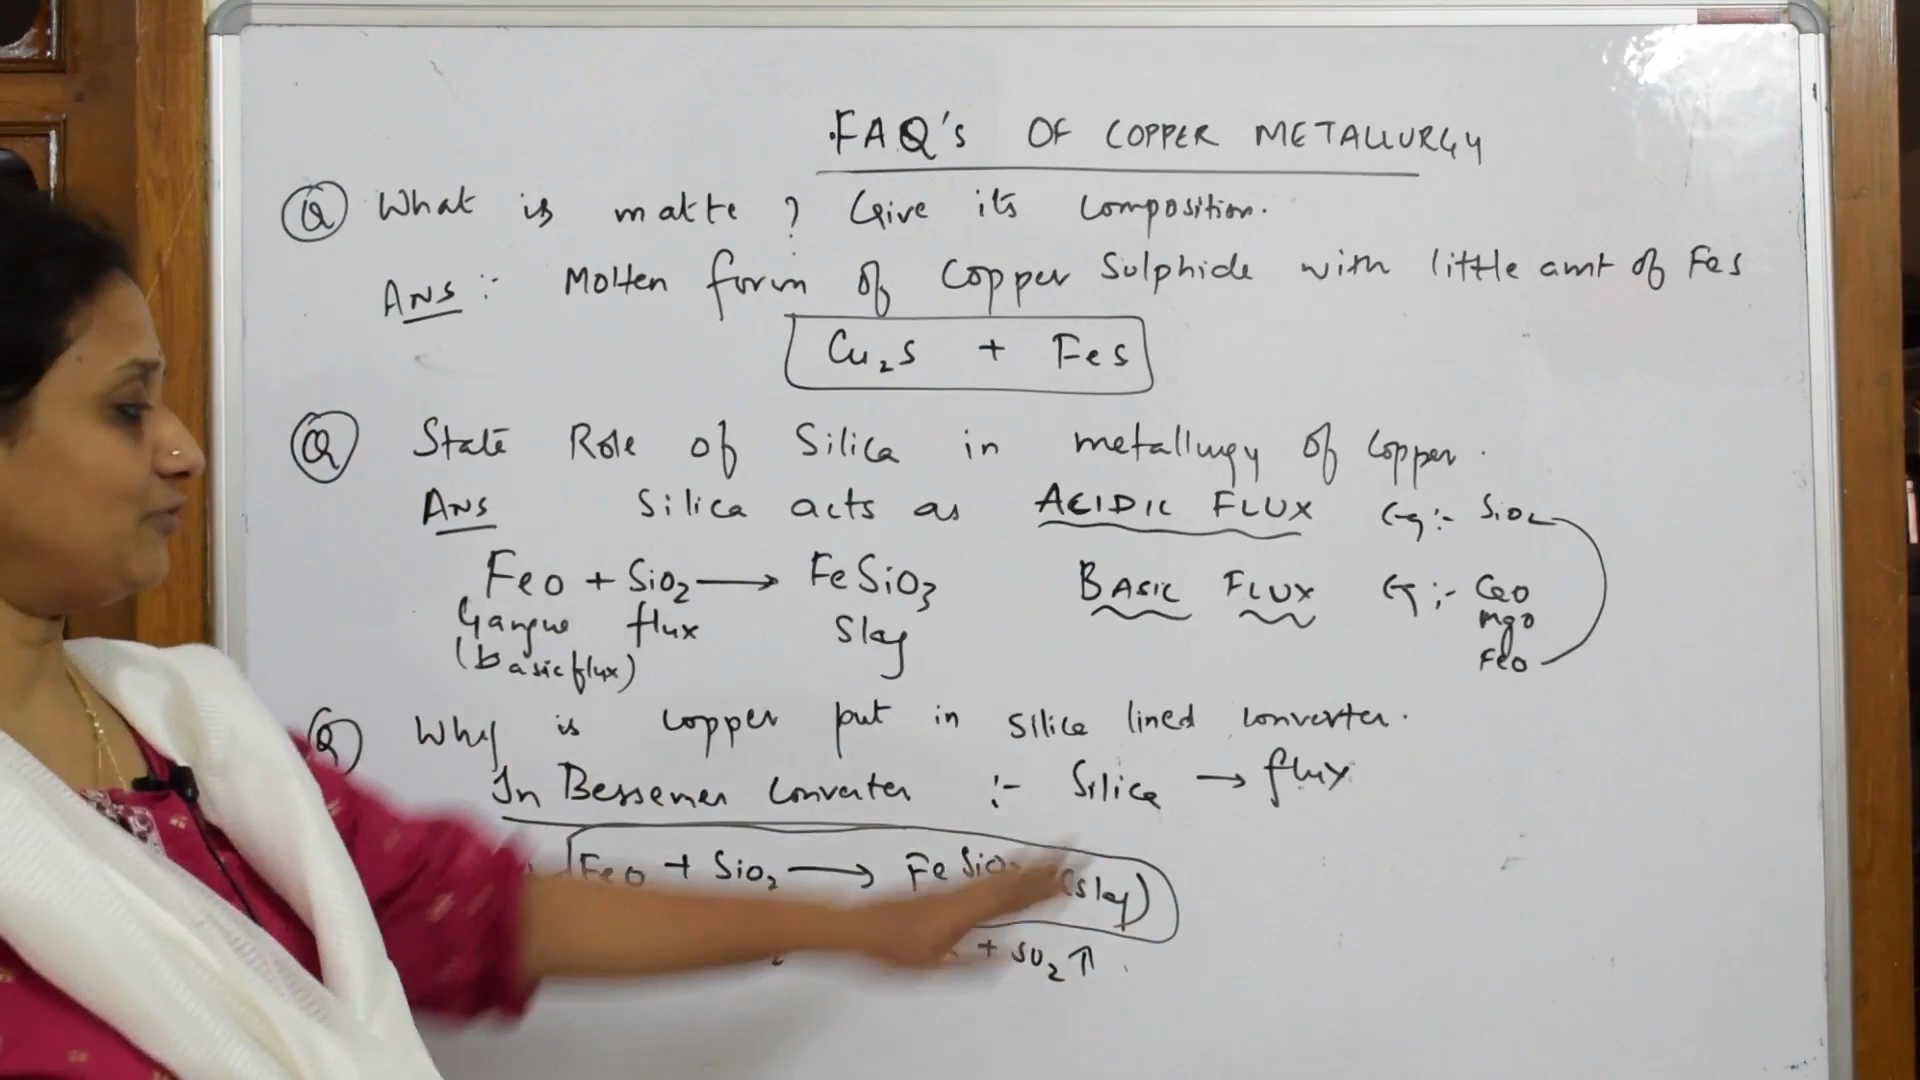 FAQ's OF COPPER METALLURGY
Q What is matte ? Give its composition.
ANS :- Molten form of Copper Sulphide with little amt of FeS
Cu₂S + FeS
Q State Role of Silica in metallurgy of Copper.
ANS Silica acts as ACIDIC FLUX Eg :- SiO₂
FeO + SiO₂ ⟶ FeSiO₃ BASIC FLUX Eg :- CaO
Gangue flux Slag MgO
(basic flux) FeO
Q Why is copper put in silica lined converter.
In Bessemer Converter :- Silica → flux
FeO + SiO₂ ⟶ FeSiO (slag)
+ SO₂ ↑